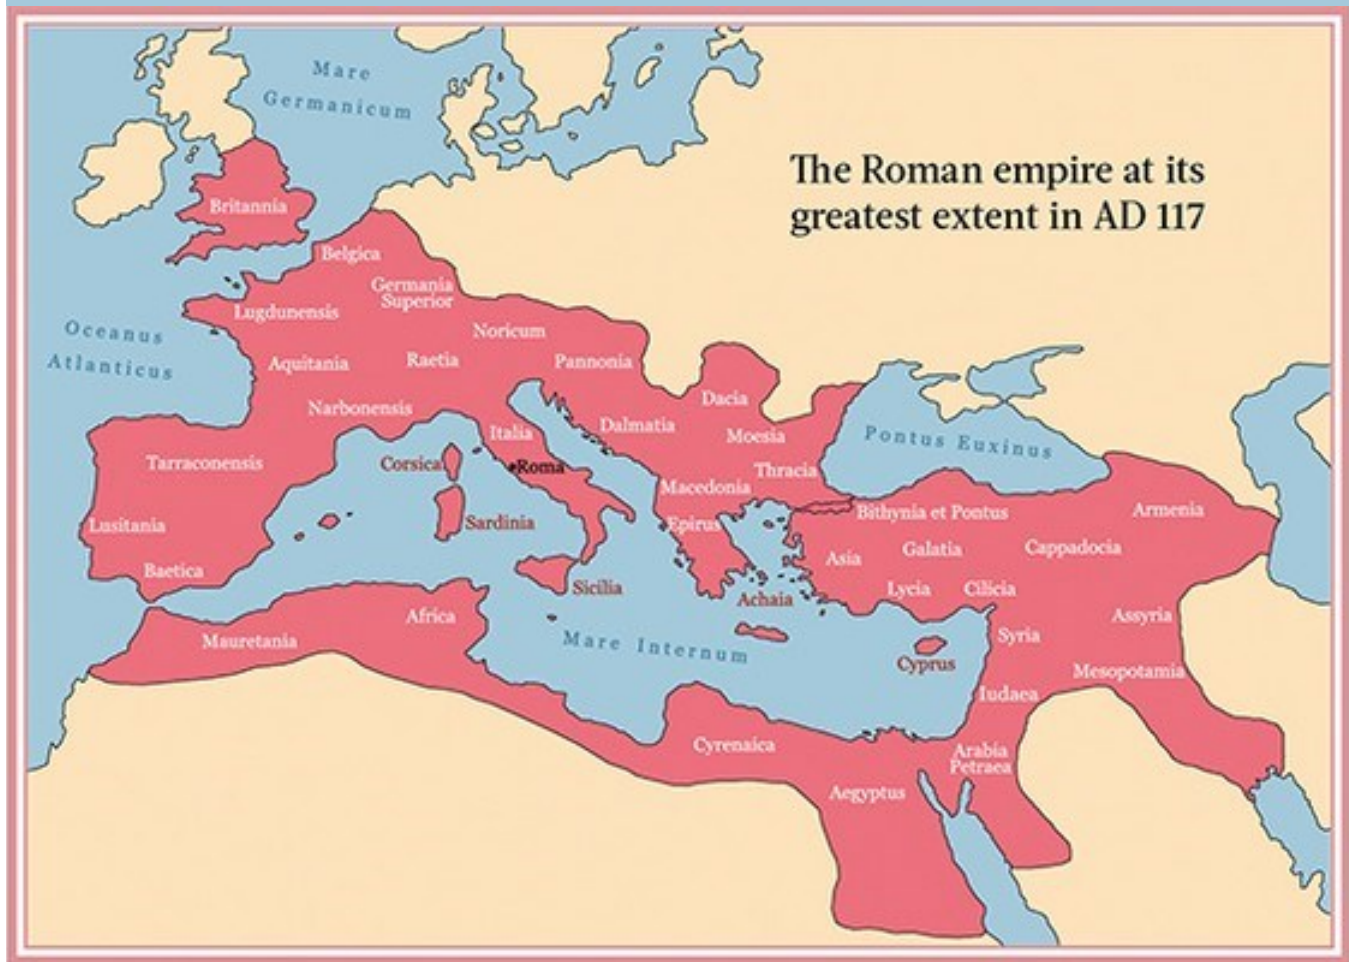 Mare
Germanicum
The Roman empire at its
greatest extent in AD 117
Britannia
Belgica
Germania
Superior
Lugdunensis
Oceanus
Atlanticus
Noricum
Aquitania
Raetia
Pannonia
Narbonensis
Dacia
Italia
Dalmatia
Moesia
Pontus Euxinus
Tarraconensis
Corsica
Roma
Thracia
Macedonia
Lusitania
Sardinia
Epirus
Bithynia et Pontus
Armenia
Asia
Galatia
Cappadocia
Baetica
Sicilia
Achaia
Lycia
Cilicia
Mauretania
Africa
Mare Internum
Syria
Assyria
Cyprus
Mesopotamia
Iudaea
Cyrenaica
Arabia
Petraea
Aegyptus